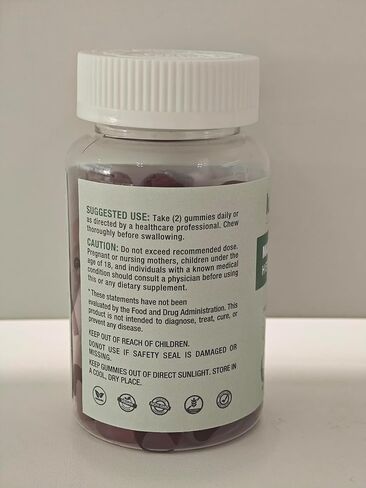 SUGGESTED USE: Take (2) gummies daily or
as directed by a healthcare professional. Chew
thoroughly before swallowing.
CAUTION: Do not exceed recommended dose.
Pregnant or nursing mothers, children under the
age of 18, and individuals with a known medical
condition should consult a physician before using
this or any dietary supplement.
* These statements have not been
evaluated by the Food and Drug Administration. This
product is not intended to diagnose, treat, cure, or
prevent any disease.
KEEP OUT OF REACH OF CHILDREN.
DONOT USE IF SAFETY SEAL IS DAMAGED OR
MISSING.
KEEP GUMMIES OUT OF DIRECT SUNLIGHT. STORE IN
A COOL, DRY PLACE.